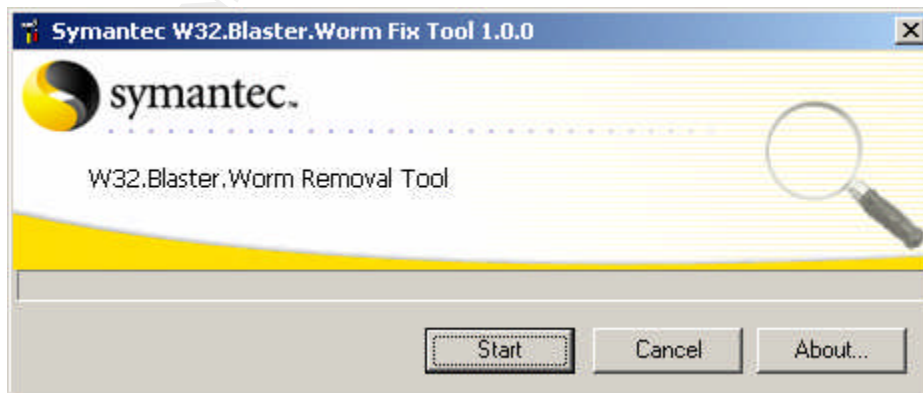 Symantec W32.Blaster.Worm Fix Tool 1.0.0
symantec.
W32.Blaster.Worm Removal Tool
Start Cancel About...